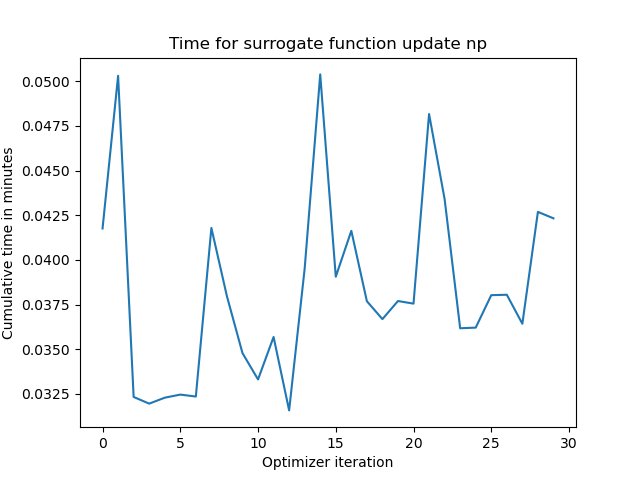 Time for surrogate function update np
Cumulative time in minutes
0.0500
0.0475
0.0450
0.0425
0.0400
0.0375
0.0350
0.0325
0 5 10 15 20 25 30
Optimizer iteration